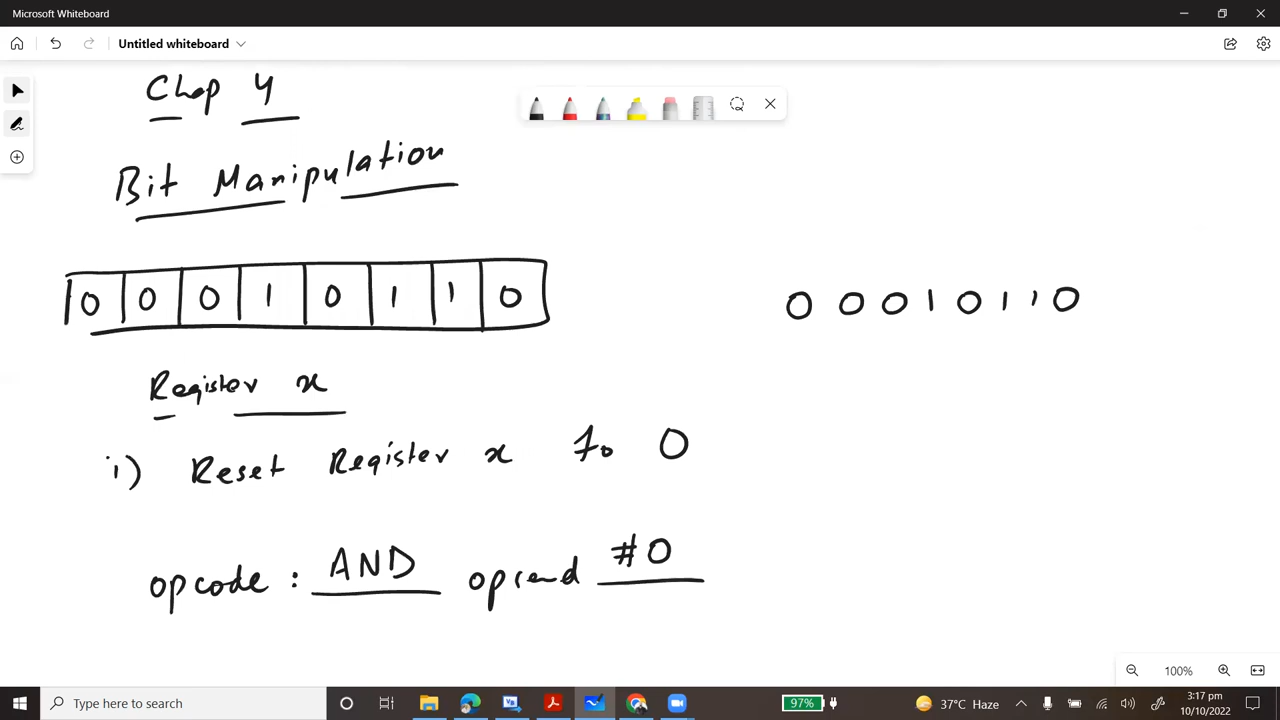 Microsoft Whiteboard
Untitled whiteboard
Chap 4
Bit Manipulation
0 0 0 1 0 1 1 0
0 0 0 1 0 1 1 0
Register x
i) Reset Register x to 0
opcode: AND operand #0
100%
Type here to search
97%
37°C Haze
3:17 pm
10/10/2022